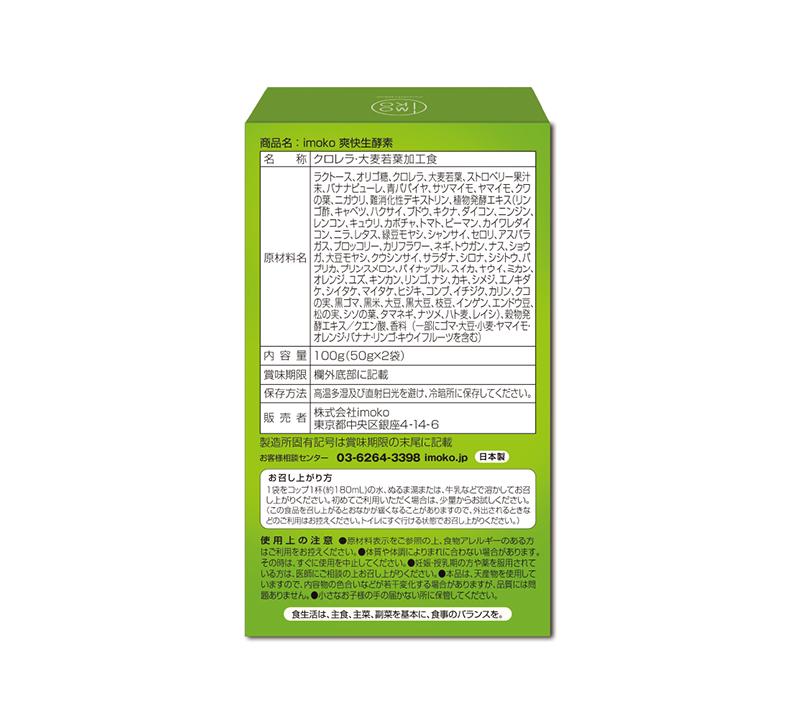 imoko
商品名：imoko 爽快生酵素
名称 クロレラ・大麦若葉加工食
原材料名
ラクトース、オリゴ糖、クロレラ、大麦若葉、ストロベリー果汁
末、バナナピューレ、青パパイヤ、サツマイモ、ヤマイモ、クワ
の葉、ニガウリ、難消化性デキストリン、植物発酵エキス(リン
ゴ酢、キャベツ、ハクサイ、ブドウ、キクナ、ダイコン、ニンジン、
レンコン、キュウリ、カボチャ、トマト、ピーマン、カイワレダイ
コン、ニラ、レタス、緑豆モヤシ、シャンサイ、セロリ、アスパラ
ガス、ブロッコリー、カリフラワー、ネギ、トウガン、ナス、ショウ
ガ、大豆モヤシ、クウシンサイ、サラダナ、シロナ、シシトウ、パ
プリカ、プリンスメロン、パイナップル、スイカ、ヤウイ、ミカン、
オレンジ、ユズ、キンカン、リンゴ、ナシ、カキ、シメジ、エノキダ
ケ、シイタケ、マイタケ、ヒジキ、コンブ、イチジク、カリン、クコ
の実、黒ゴマ、黒米、大豆、黒大豆、枝豆、インゲン、エンドウ豆、
松の実、シソの葉、タマネギ、ナツメ、ハト麦、レイシ)、穀物発
酵エキス／クエン酸、香料（一部にゴマ・大豆・小麦・ヤマイモ・
オレンジ・バナナ・リンゴ・キウイフルーツを含む）
内容量 100g(50g×2袋)
賞味期限 欄外底部に記載
保存方法 高温多湿及び直射日光を避け、冷暗所に保存してください。
販売者 株式会社imoko
東京都中央区銀座4-14-6
製造所固有記号は賞味期限の末尾に記載
お客様相談センター 03-6264-3398 imoko.jp 日本製
お召し上がり方
1袋をコップ1杯(約180mL)の水、ぬるま湯または、牛乳などで溶かしてお召
し上がりください。初めてご利用いただく場合は、少量からお試しください。
(この食品を召し上がるとおなかが緩くなることがありますので、外出されるときな
どのご利用はお控えください。トイレにすぐ行ける状態でお召し上がりください。)
使用上の注意 ●原材料表示をご参照の上、食物アレルギーのある方
はご利用をお控えください。●体質や体調によりまれに合わない場合があります。
その時は、すぐに使用を中止してください。●妊娠・授乳期の方や薬を服用されて
ている方は、医師にご相談の上お召し上がりください。●本品は、天産物を使用して
いますので、内容物の色合いなどが若干変化する場合がありますが、品質には問
題ありません。●小さなお子様の手の届かない所に保管してください。
食生活は、主食、主菜、副菜を基本に、食事のバランスを。